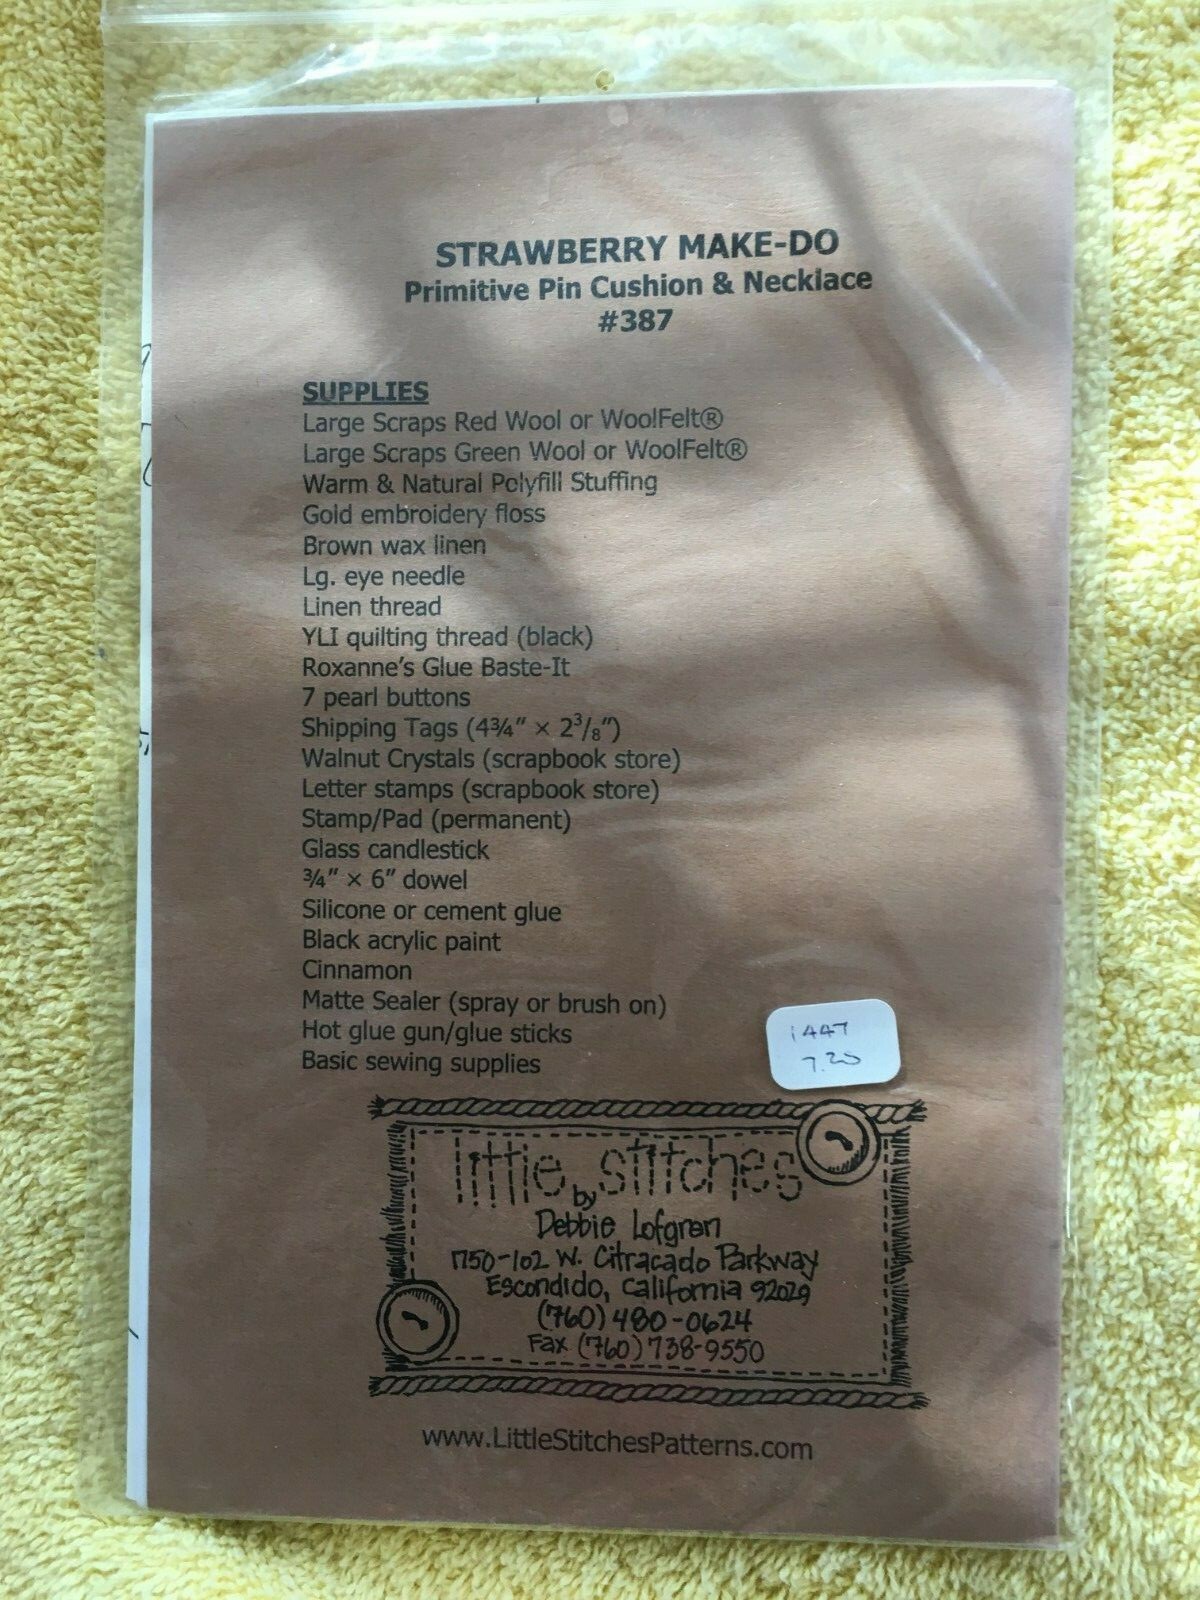 STRAWBERRY MAKE-DO
Primitive Pin Cushion & Necklace
#387
SUPPLIES
Large Scraps Red Wool or WoolFelt®
Large Scraps Green Wool or WoolFelt®
Warm & Natural Polyfill Stuffing
Gold embroidery floss
Brown wax linen
Lg. eye needle
Linen thread
YLI quilting thread (black)
Roxanne's Glue Baste-It
7 pearl buttons
Shipping Tags (4¾" × 2³/₈")
Walnut Crystals (scrapbook store)
Letter stamps (scrapbook store)
Stamp/Pad (permanent)
Glass candlestick
¾" × 6" dowel
Silicone or cement glue
Black acrylic paint
Cinnamon
Matte Sealer (spray or brush on)
Hot glue gun/glue sticks
Basic sewing supplies
1447
7.20
little stitches
by
Debbie Lofgren
1750-102 W. Citracado Parkway
Escondido, California 92029
(760) 480-0624
Fax (760) 738-9550
www.LittleStitchesPatterns.com